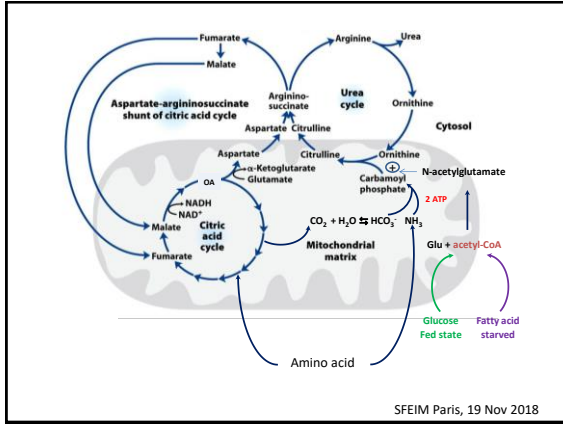 Fumarate
Arginine
Urea
Malate
Aspartate-argininosuccinate
shunt of citric acid cycle
Arginino-
succinate
Urea
cycle
Ornithine
Aspartate Citrulline
Cytosol
Aspartate
Citrulline
Ornithine
α-Ketoglutarate
Glutamate
+
N-acetylglutamate
Carbamoyl
phosphate
OA
2 ATP
NADH
NAD+
CO2 + H2O ⇆ HCO3- NH3
Malate
Citric
acid
cycle
Mitochondrial
matrix
Glu + acetyl-CoA
Fumarate
Glucose
Fed state
Fatty acid
starved
Amino acid
SFEIM Paris, 19 Nov 2018